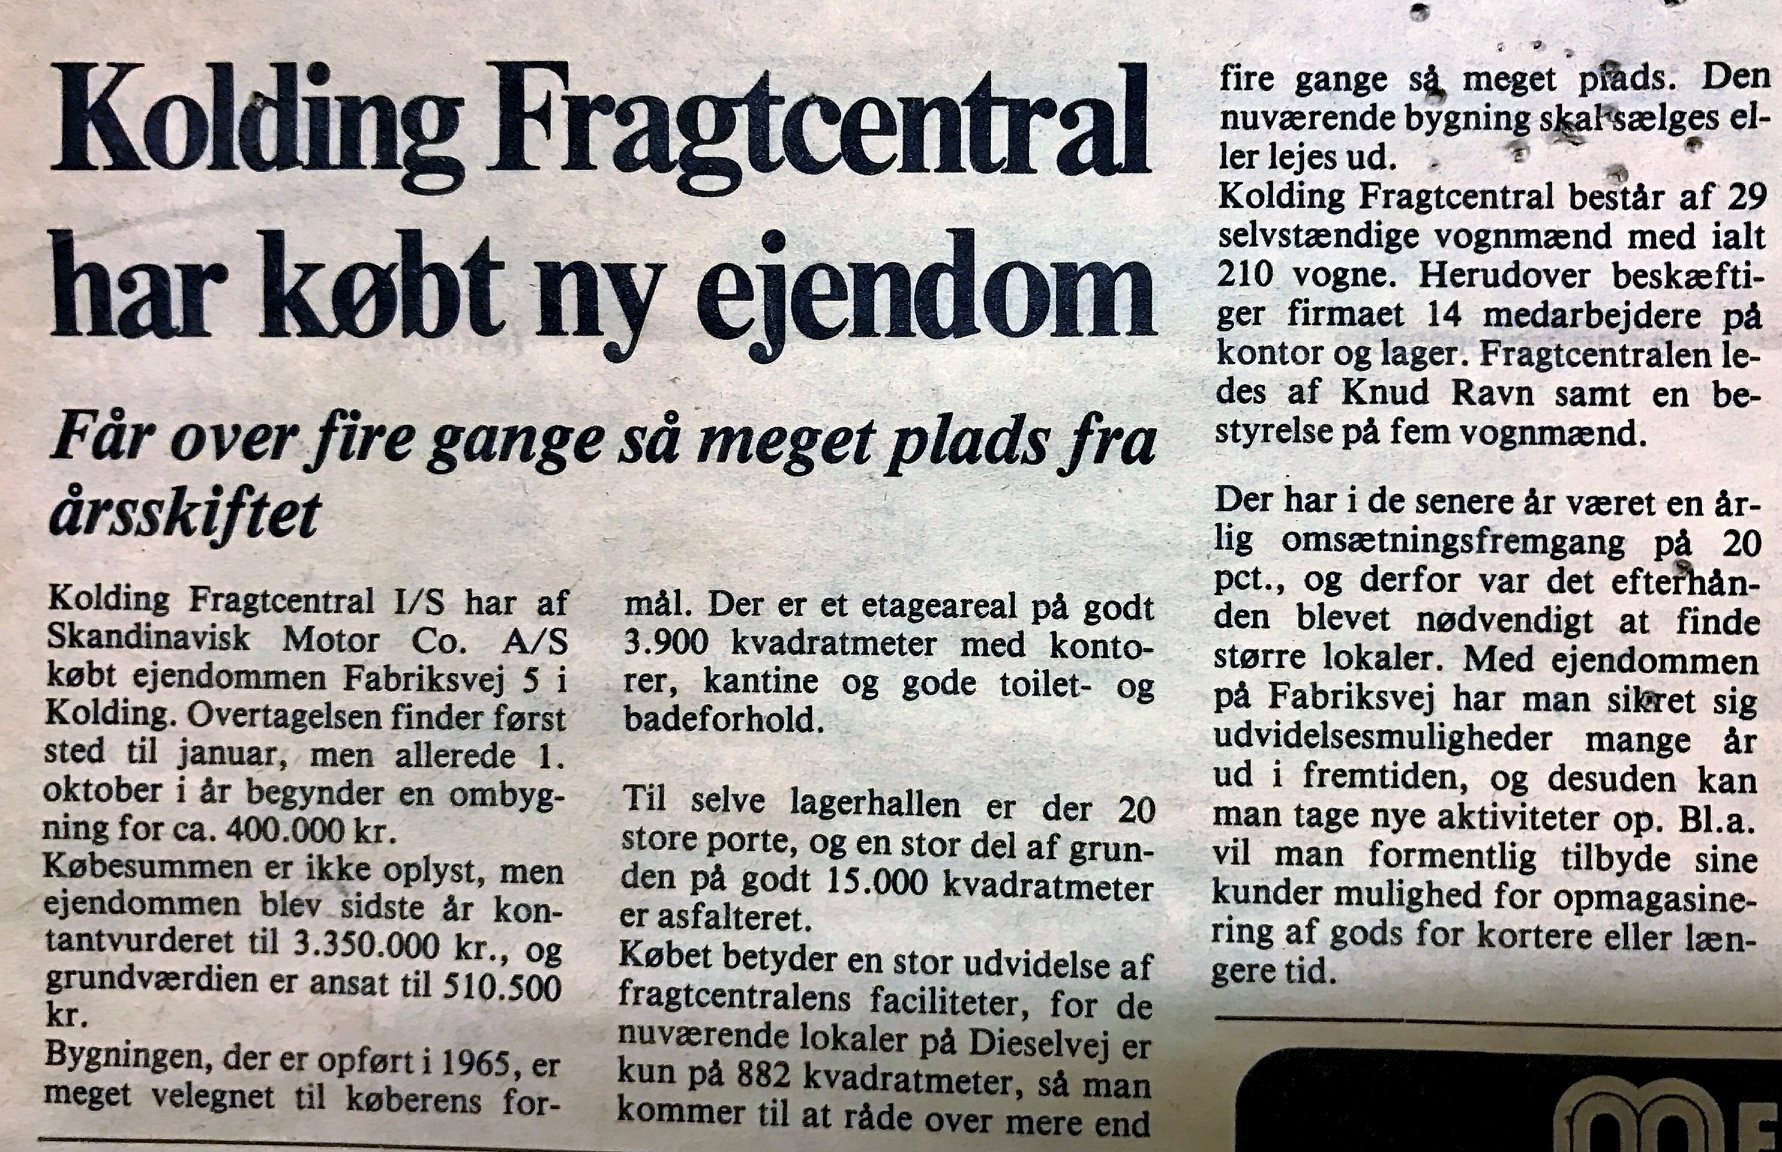 Kolding Fragtcentral
har købt ny ejendom
Får over fire gange så meget plads fra
årsskiftet
Kolding Fragtcentral I/S har af
Skandinavisk Motor Co. A/S
købt ejendommen Fabriksvej 5 i
Kolding. Overtagelsen finder først
sted til januar, men allerede 1.
oktober i år begynder en ombyg-
ning for ca. 400.000 kr.
Købesummen er ikke oplyst, men
ejendommen blev sidste år kon-
tantvurderet til 3.350.000 kr., og
grundværdien er ansat til 510.500
kr.
Bygningen, der er opført i 1965, er
meget velegnet til køberens for-
mål. Der er et etageareal på godt
3.900 kvadratmeter med konto-
rer, kantine og gode toilet- og
badeforhold.
Til selve lagerhallen er der 20
store porte, og en stor del af grun-
den på godt 15.000 kvadratmeter
er asfalteret.
Købet betyder en stor udvidelse af
fragtcentralens faciliteter, for de
nuværende lokaler på Dieselvej er
kun på 882 kvadratmeter, så man
kommer til at råde over mere end
fire gange så meget plads. Den
nuværende bygning skal sælges el-
ler lejes ud.
Kolding Fragtcentral består af 29
selvstændige vognmænd med ialt
210 vogne. Herudover beskæfti-
ger firmaet 14 medarbejdere på
kontor og lager. Fragtcentralen le-
des af Knud Ravn samt en be-
styrelse på fem vognmænd.
Der har i de senere år været en år-
lig omsætningsfremgang på 20
pct., og derfor var det efterhån-
den blevet nødvendigt at finde
større lokaler. Med ejendommen
på Fabriksvej har man sikret sig
udvidelsesmuligheder mange år
ud i fremtiden, og desuden kan
man tage nye aktiviteter op. Bl.a.
vil man formentlig tilbyde sine
kunder mulighed for opmagasine-
ring af gods for kortere eller læn-
gere tid.